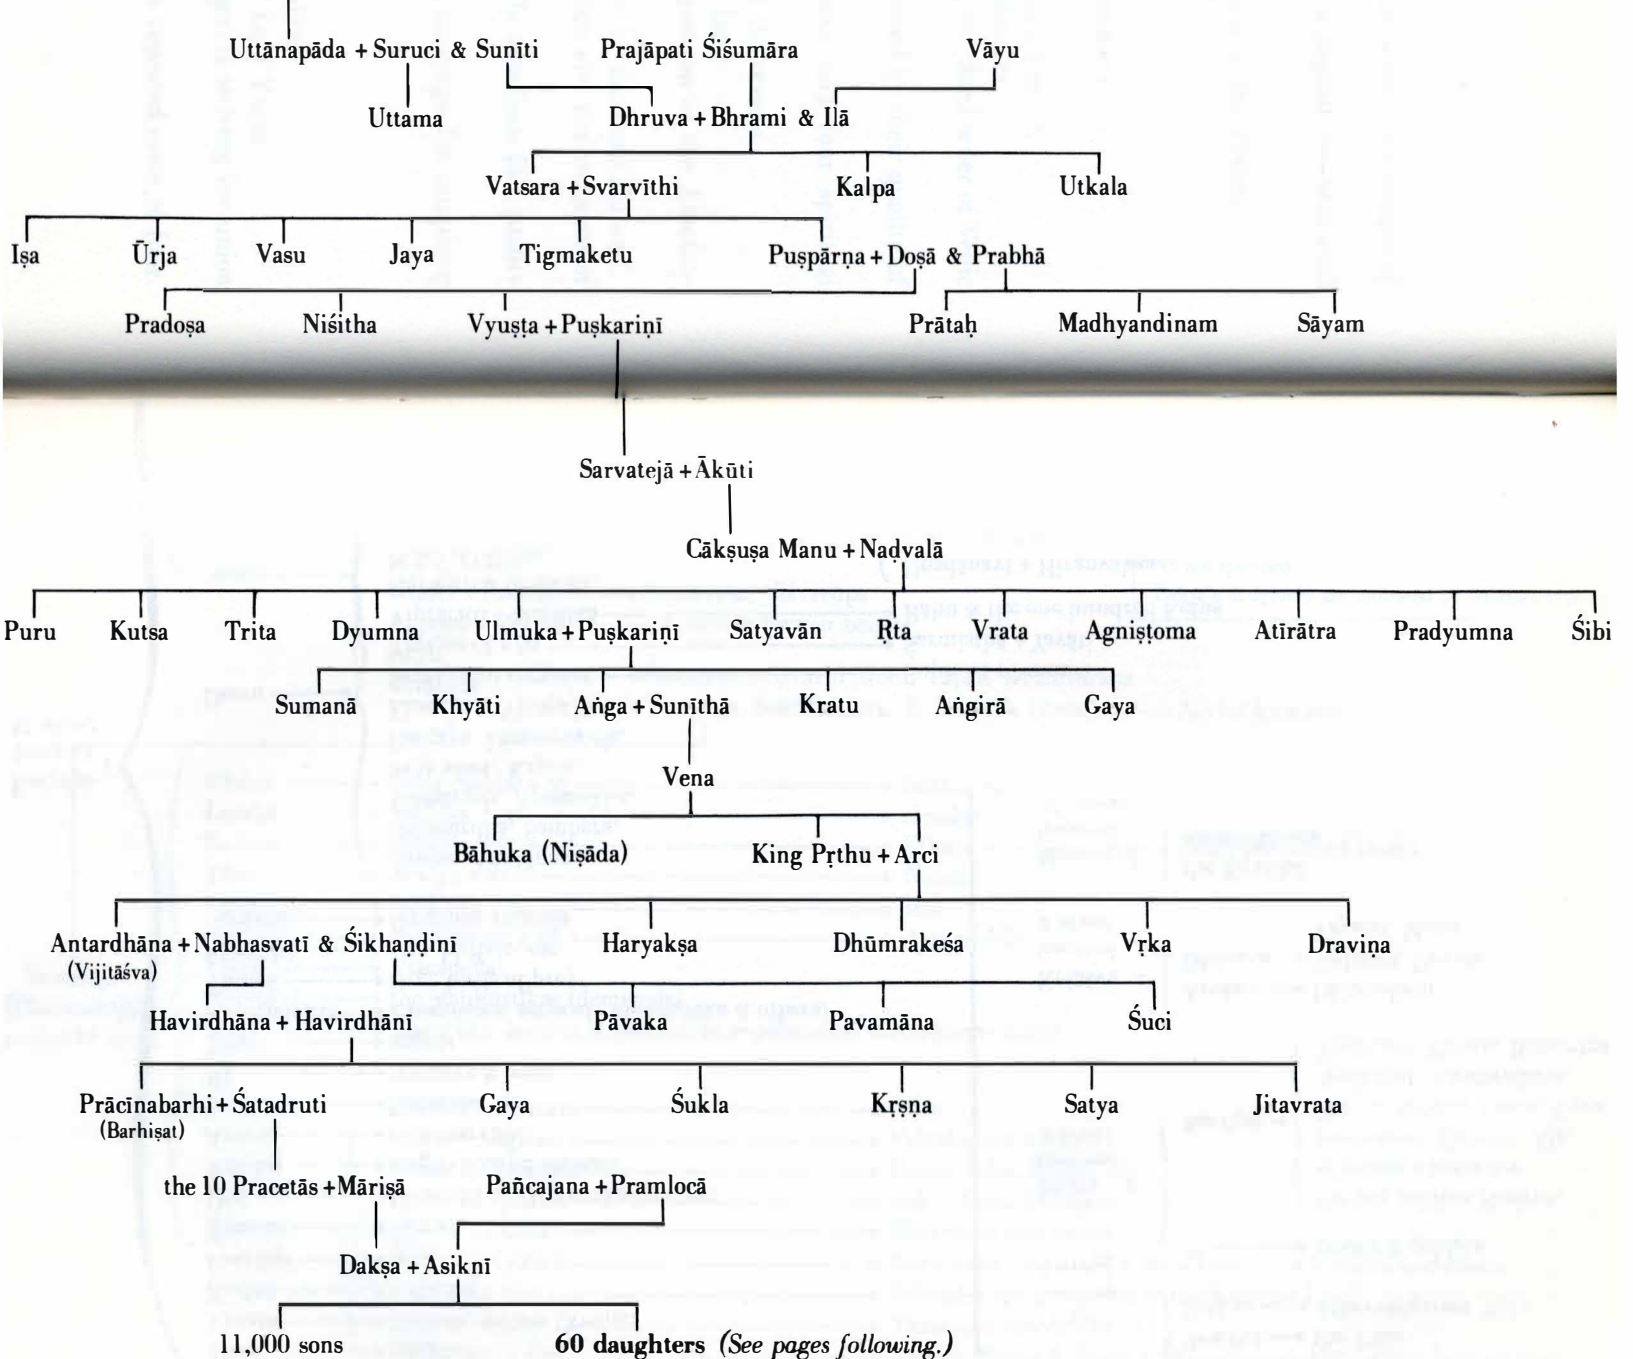 Uttānapāda + Suruci & Sunīti Prajāpati Śiśumāra Vāyu
Uttama Dhruva + Bhrami & Ilā
Vatsara + Svarvīthi Kalpa Utkala
Iṣa Ūrja Vasu Jaya Tigmaketu Puṣpārṇa + Doṣā & Prabhā
Pradoṣa Niśitha Vyuṣṭa + Puṣkariṇī Prātaḥ Madhyandinam Sāyam
Sarvatejā + Ākūti
Cākṣuṣa Manu + Naḍvalā
Puru Kutsa Trita Dyumna Ulmuka + Puṣkariṇī Satyavān Ṛta Vrata Agniṣṭoma Atīrātra Pradyumna Śibi
Sumanā Khyāti Aṅga + Sunīthā Kratu Aṅgirā Gaya
Vena
Bāhuka (Niṣāda) King Pṛthu + Arci
Antardhāna + Nabhasvatī & Śikhaṇḍinī Haryakṣa Dhūmrakeśa Vṛka Draviṇa
(Vijitāśva)
Havirdhāna + Havirdhānī Pāvaka Pavamāna Śuci
Prācīnabarhi + Śatadruti Gaya Śukla Kṛṣṇa Satya Jitavrata
(Barhiṣat)
the 10 Pracetās + Māriṣā Pañcajana + Pramlocā
Dakṣa + Asiknī
11,000 sons 60 daughters (See pages following.)